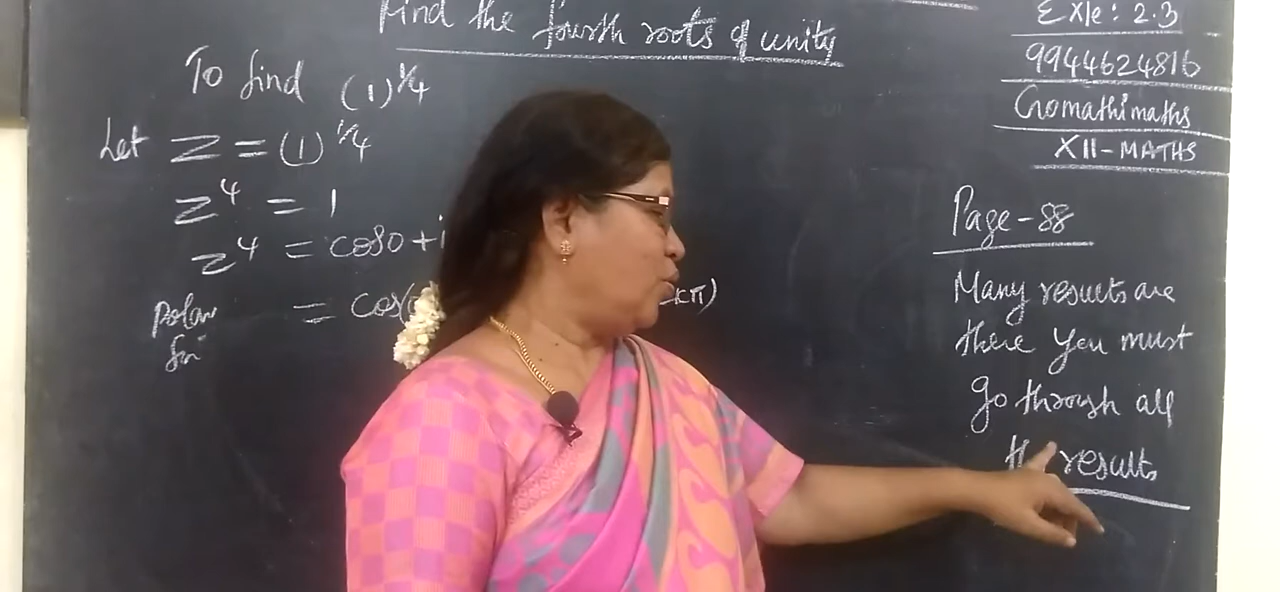 Find the fourth roots of unity
To find (1)^1/4
Let Z = (1)^1/4
Z^4 = 1
Z^4 = cos0 + i
Polar
= cos( kπ)
Exle: 2.3
9944624816
Gomathimaths
XII-MATHS
Page-88
Many results are
there You must
go through all
results